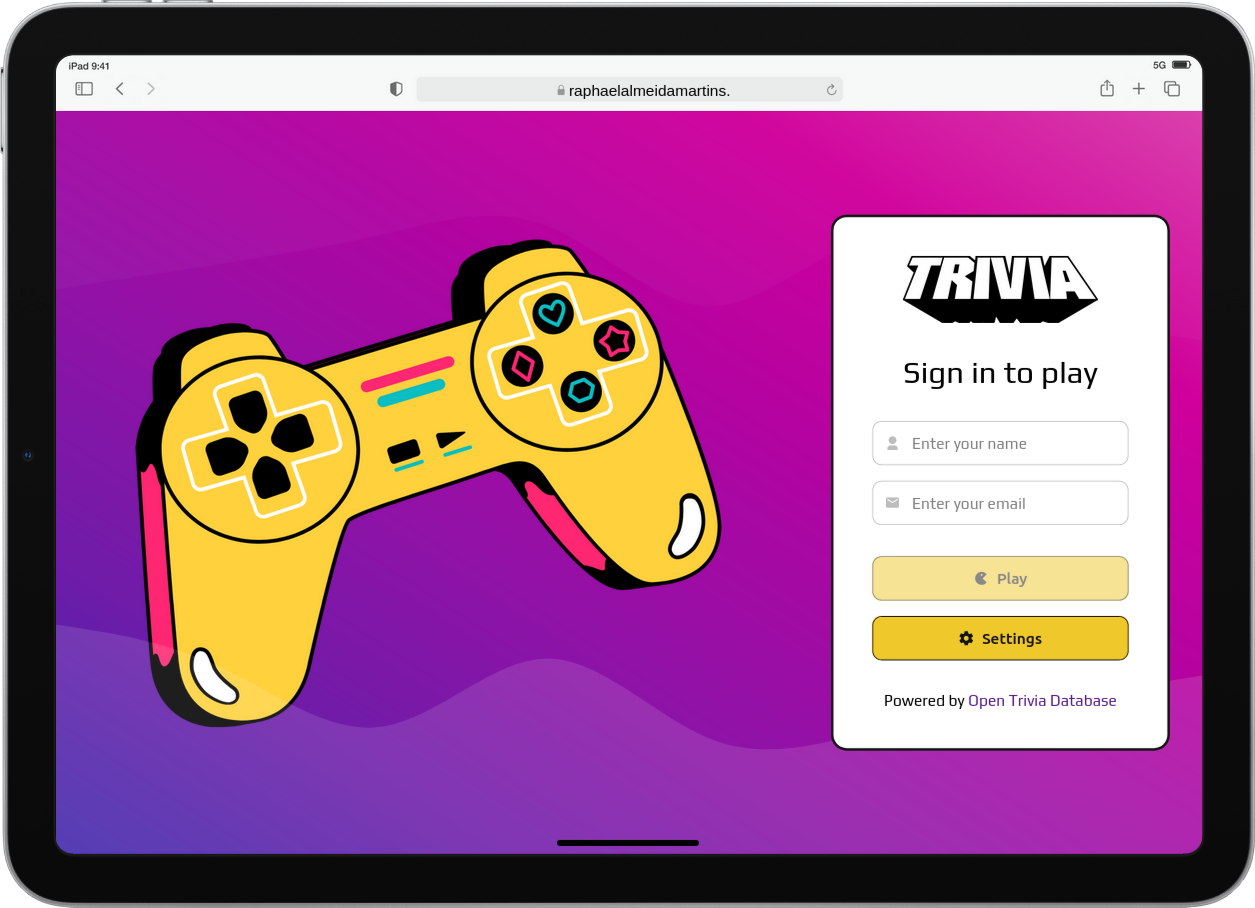 iPad 9:41
5G
raphaelalmeidamartins.
TRIVIA
Sign in to play
Enter your name
Enter your email
Play
Settings
Powered by Open Trivia Database